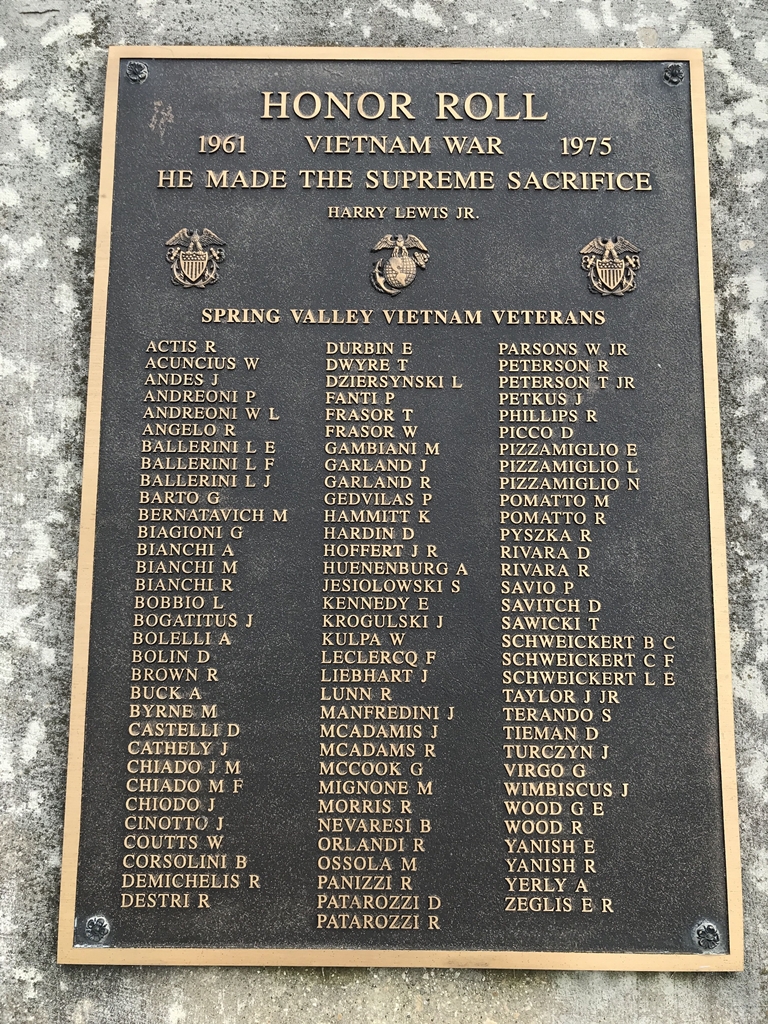 HONOR ROLL
1961 VIETNAM WAR 1975
HE MADE THE SUPREME SACRIFICE
HARRY LEWIS JR.
SPRING VALLEY VIETNAM VETERANS
ACTIS R
ACUNCIUS W
ANDES J
ANDREONI P
ANDREONI W L
ANGELO R
BALLERINI L E
BALLERINI L F
BALLERINI L J
BARTO G
BERNATAVICH M
BIAGIONI G
BIANCHI A
BIANCHI M
BIANCHI R
BOBBIO L
BOGATITUS J
BOLELLI A
BOLIN D
BROWN R
BUCK A
BYRNE M
CASTELLI D
CATHELY J
CHIADO J M
CHIADO M F
CHIODO J
CINOTTO J
COUTTS W
CORSOLINI B
DEMICHELIS R
DESTRI R
DURBIN E
DWYRE T
DZIERSYNSKI L
FANTI P
FRASOR T
FRASOR W
GAMBIANI M
GARLAND J
GARLAND R
GEDVILAS P
HAMMITT K
HARDIN D
HOFFERT J R
HUENENBURG A
JESIOLOWSKI S
KENNEDY E
KROGULSKI J
KULPA W
LECLERCQ F
LIEBHART J
LUNN R
MANFREDINI J
MCADAMIS J
MCADAMS R
MCCOOK G
MIGNONE M
MORRIS R
NEVARESI B
ORLANDI R
OSSOLA M
PANIZZI R
PATAROZZI D
PATAROZZI R
PARSONS W JR
PETERSON R
PETERSON T JR
PETKUS J
PHILLIPS R
PICCO D
PIZZAMIGLIO E
PIZZAMIGLIO L
PIZZAMIGLIO N
POMATTO M
POMATTO R
PYSZKA R
RIVARA D
RIVARA R
SAVIO P
SAVITCH D
SAWICKI T
SCHWEICKERT B C
SCHWEICKERT C F
SCHWEICKERT L E
TAYLOR J JR
TERANDO S
TIEMAN D
TURCZYN J
VIRGO G
WIMBISCUS J
WOOD G E
WOOD R
YANISH E
YANISH R
YERLY A
ZEGLIS E R